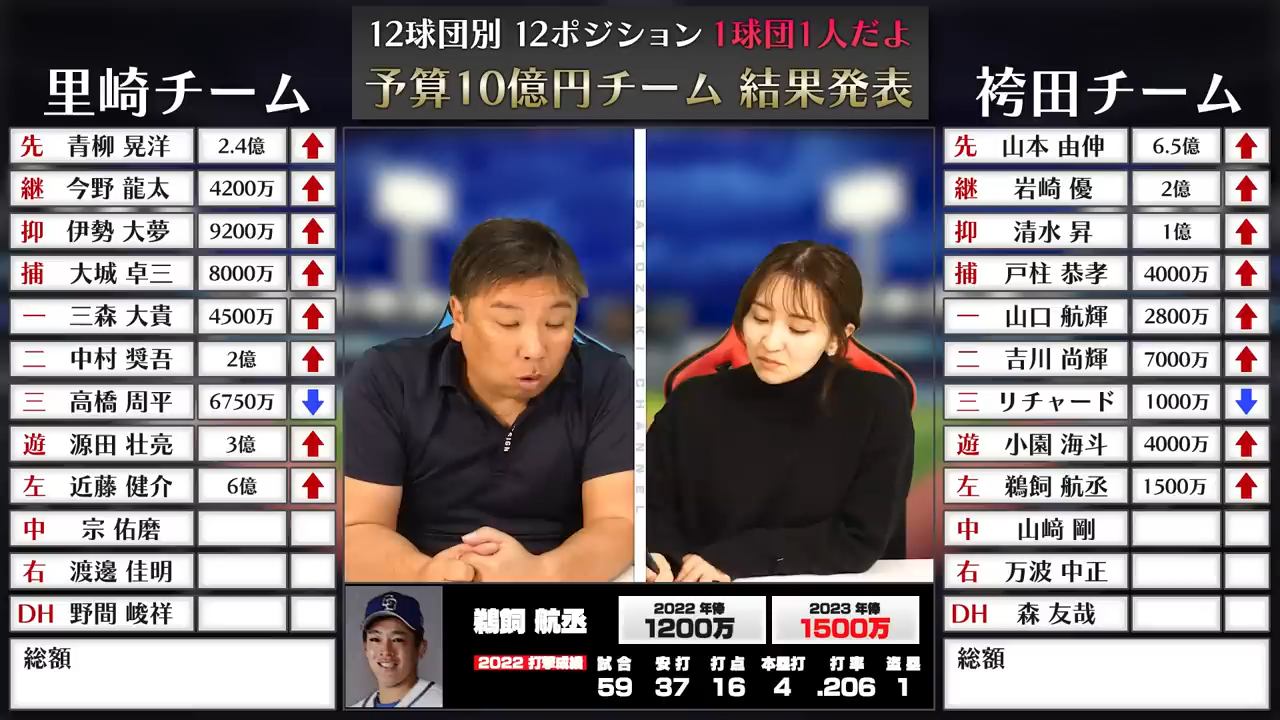 12球団別 12ポジション 1球団1人だよ
予算10億円チーム 結果発表
里崎チーム
先 青柳 晃洋 2.4億
継 今野 龍太 4200万
抑 伊勢 大夢 9200万
捕 大城 卓三 8000万
一 三森 大貴 4500万
二 中村 奨吾 2億
三 高橋 周平 6750万
遊 源田 壮亮 3億
左 近藤 健介 6億
中 宗 佑磨
右 渡邉 佳明
DH 野間 峻祥
総額
SATOZAKI CHANNEL
袴田チーム
先 山本 由伸 6.5億
継 岩崎 優 2億
抑 清水 昇 1億
捕 戸柱 恭孝 4000万
一 山口 航輝 2800万
二 吉川 尚輝 7000万
三 リチャード 1000万
遊 小園 海斗 4000万
左 鵜飼 航丞 1500万
中 山﨑 剛
右 万波 中正
DH 森 友哉
総額
鵜飼 航丞
2022 年俸
1200万
2023 年俸
1500万
2022 打撃成績 試合 安打 打点 本塁打 打率 盗塁
59 37 16 4 .206 1